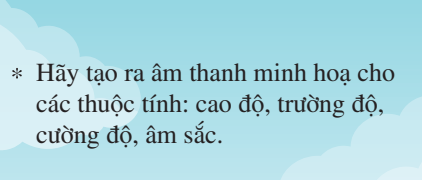 * Hãy tạo ra âm thanh minh hoạ cho
các thuộc tính: cao độ, trường độ,
cường độ, âm sắc.